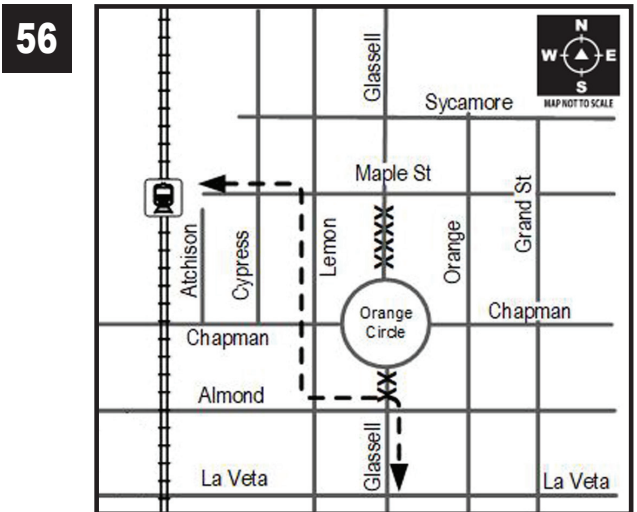 56
N
W E
S
MAP NOT TO SCALE
Glassell
Sycamore
Maple St
Atchison
Cypress
Lemon
Orange
Grand St
Orange
Circle
Chapman
Chapman
Almond
Glassell
La Veta
La Veta